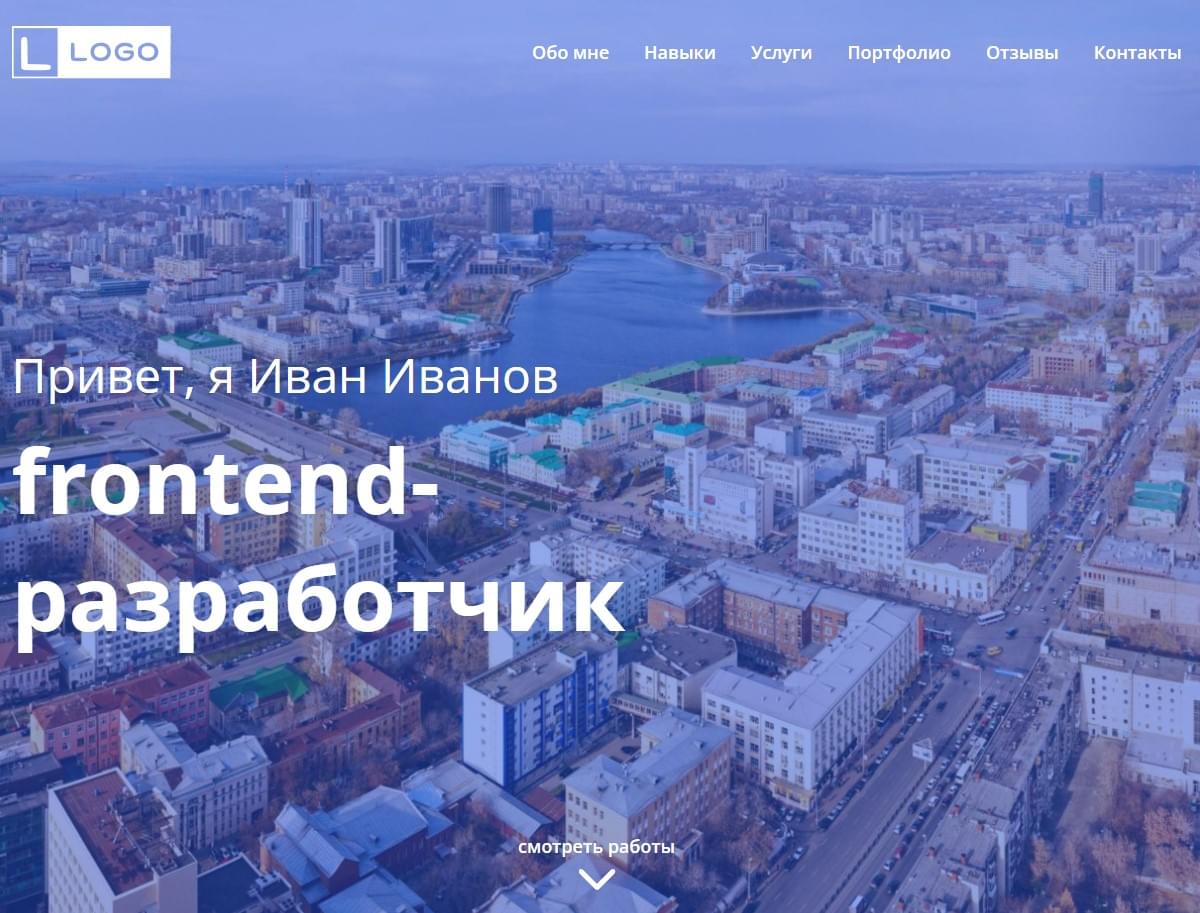 L LOGO
Обо мне Навыки Услуги Портфолио Отзывы Контакты
Привет, я Иван Иванов
frontend-
разработчик
смотреть работы